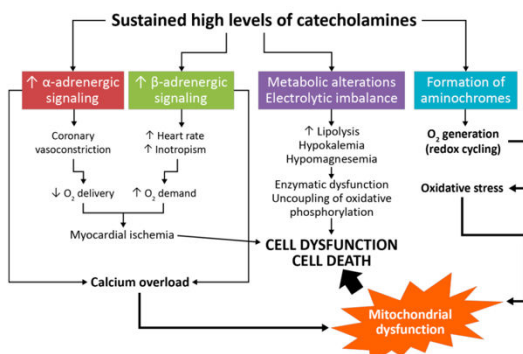 Sustained high levels of catecholamines
↑ α-adrenergic
signaling
↑ β-adrenergic
signaling
Metabolic alterations
Electrolytic imbalance
Formation of
aminochromes
Coronary
vasoconstriction
↑ Heart rate
↑ Inotropism
↑ Lipolysis
Hypokalemia
Hypomagnesemia
O₂ generation
(redox cycling)
↓ O₂ delivery
↑ O₂ demand
Enzymatic dysfunction
Uncoupling of oxidative
phosphorylation
Oxidative stress
Myocardial ischemia
CELL DYSFUNCTION
CELL DEATH
Calcium overload
Mitochondrial
dysfunction